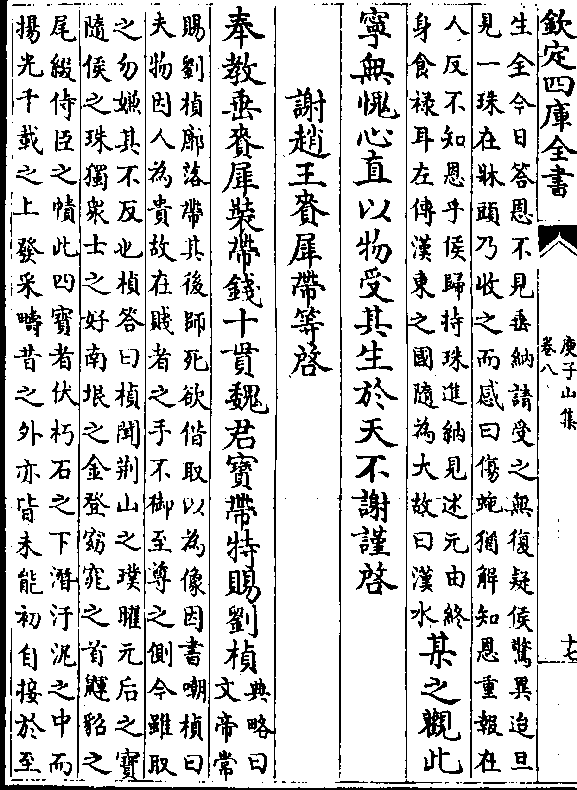 欽定四庫全書
庚子山集
卷八
十七
生全今日答恩不見垂納請受之無復疑侯驚異迨旦
見一珠在牀頭乃收之而感曰傷蛇猶解知恩重報在
人反不知恩乎侯歸持珠進納見述元由終
身食禄耳左傳漢東之國隨為大故曰漢水
某之觀此
寧無愧心直以物受其生於天不謝謹啓
謝趙王賚犀帶等啓
奉教垂賚犀裝帶錢十貫魏君寶帶特賜劉楨
典略曰
文帝常
賜劉楨廓落帶其後師死欲借取以為像因書嘲楨曰
夫物因人為貴故在賤者之手不御至尊之側今雖取
之勿嫌其不反也楨答曰楨聞荆山之璞曜元后之寶
隨侯之珠獨衆士之好南垠之金登窈窕之首鼲貂之
尾綴侍臣之幘此四寶者伏朽石之下潛汙泥之中而
揚光千載之上發采疇昔之外亦皆未能初自接於至